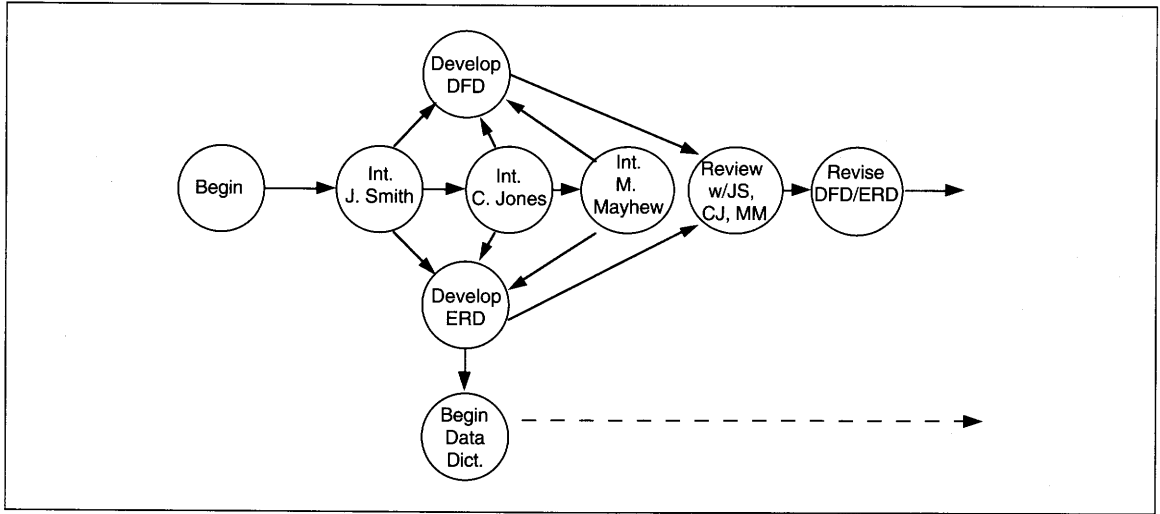 Develop
DFD
Begin
Int.
J. Smith
Int.
C. Jones
Int.
M.
Mayhew
Review
w/JS,
CJ, MM
Revise
DFD/ERD
Develop
ERD
Begin
Data
Dict.